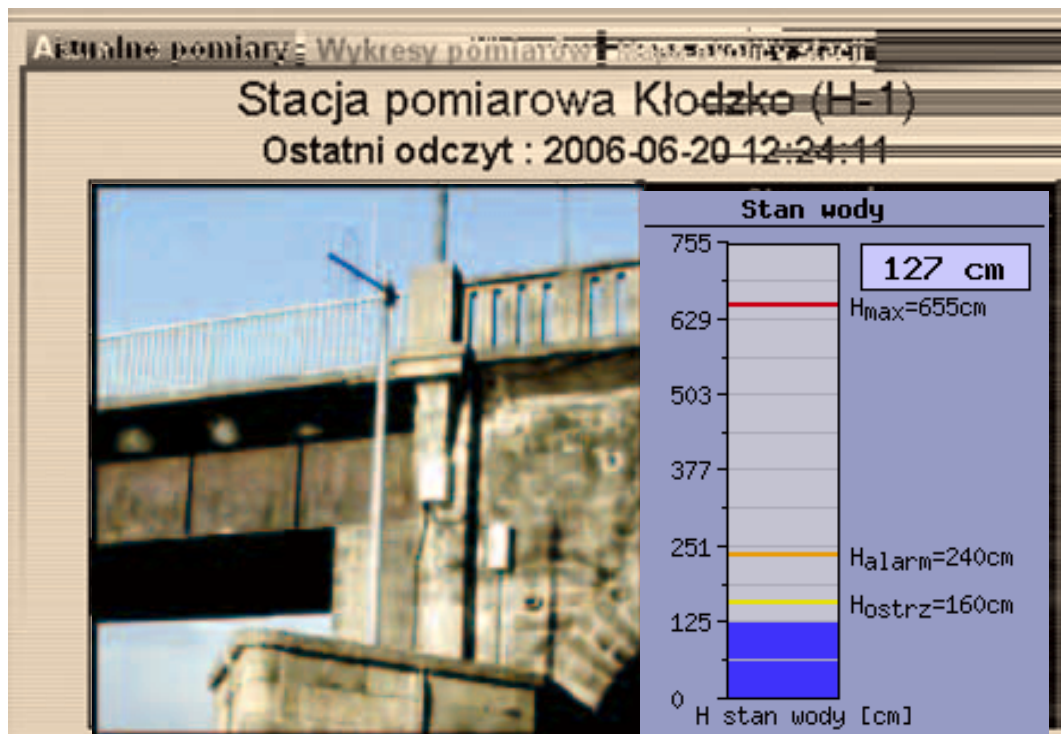 Aktualne pomiary Wykresy pomiarów
Stacja pomiarowa Kłodzko (H-1)
Ostatni odczyt : 2006-06-20 12:24:11
Stan wody
755
127 cm
Hmax=655cm
629
503
377
251
Halarm=240cm
Hostrz=160cm
125
0
H stan wody [cm]